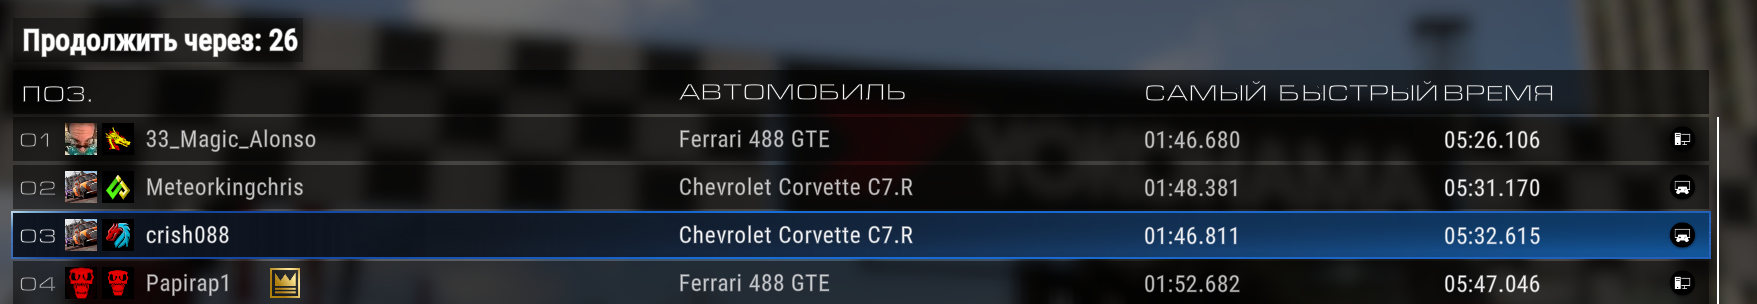 Продолжить через: 26
ПОЗ. АВТОМОБИЛЬ САМЫЙ БЫСТРЫЙ ВРЕМЯ
01 33_Magic_Alonso Ferrari 488 GTE 01:46.680 05:26.106
02 Meteorkingchris Chevrolet Corvette C7.R 01:48.381 05:31.170
03 crish088 Chevrolet Corvette C7.R 01:46.811 05:32.615
04 Papirap1 Ferrari 488 GTE 01:52.682 05:47.046